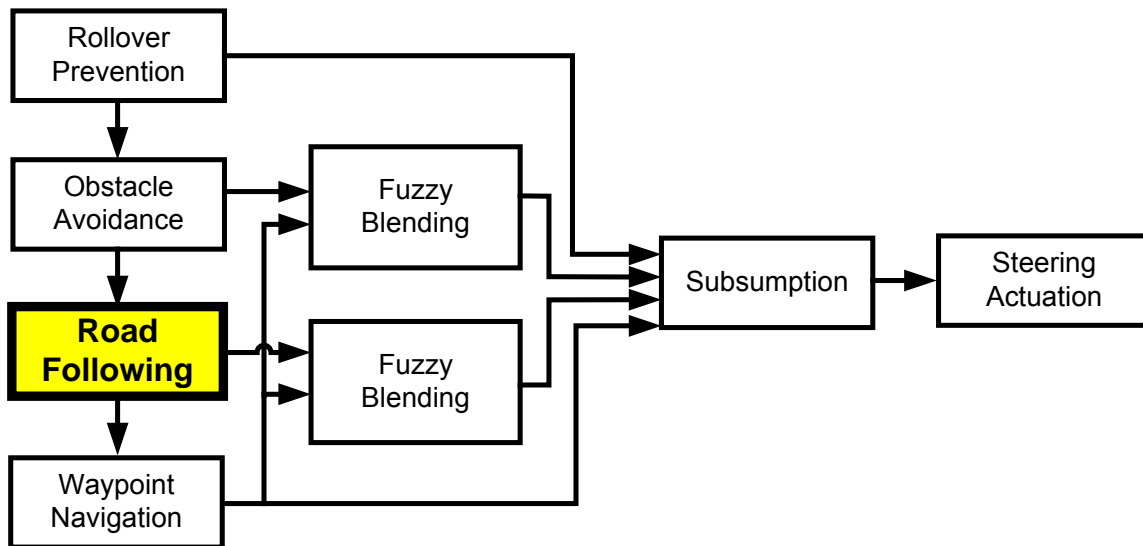 Rollover
Prevention
Obstacle
Avoidance
Road
Following
Waypoint
Navigation
Fuzzy
Blending
Fuzzy
Blending
Subsumption
Steering
Actuation